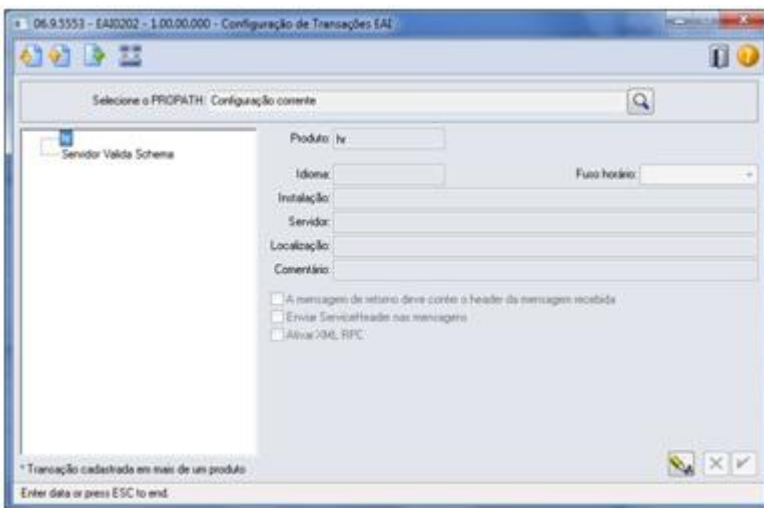 06.9.5553 - EAI0202 - 1.00.00.000 - Configuração de Transações EAI
Selecione o PROPATH: Configuração corrente
hr
Servidor Valida Schema
Produto: hr
Idioma:
Fuso horário:
Instalação:
Servidor:
Localização:
Comentário:
A mensagem de retorno deve conter o header da mensagem recebida
Enviar ServiceHeader nas mensagens
Ativar XML RPC
* Transação cadastrada em mais de um produto
Enter data or press ESC to end.